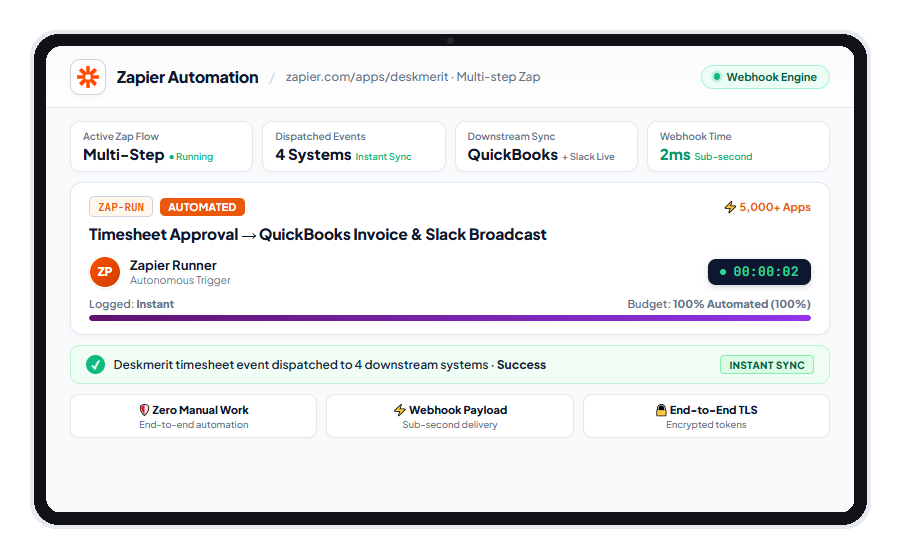 Zapier Automation / zapier.com/apps/deskmerit · Multi-step Zap
Webhook Engine
Active Zap Flow
Multi-Step • Running
Dispatched Events
4 Systems Instant Sync
Downstream Sync
QuickBooks + Slack Live
Webhook Time
2ms Sub-second
ZAP-RUN AUTOMATED
⚡ 5,000+ Apps
Timesheet Approval → QuickBooks Invoice & Slack Broadcast
ZP
Zapier Runner
Autonomous Trigger
• 00:00:02
Logged: Instant
Budget: 100% Automated (100%)
Deskmerit timesheet event dispatched to 4 downstream systems · Success
INSTANT SYNC
Zero Manual Work
End-to-end automation
⚡ Webhook Payload
Sub-second delivery
🔒 End-to-End TLS
Encrypted tokens